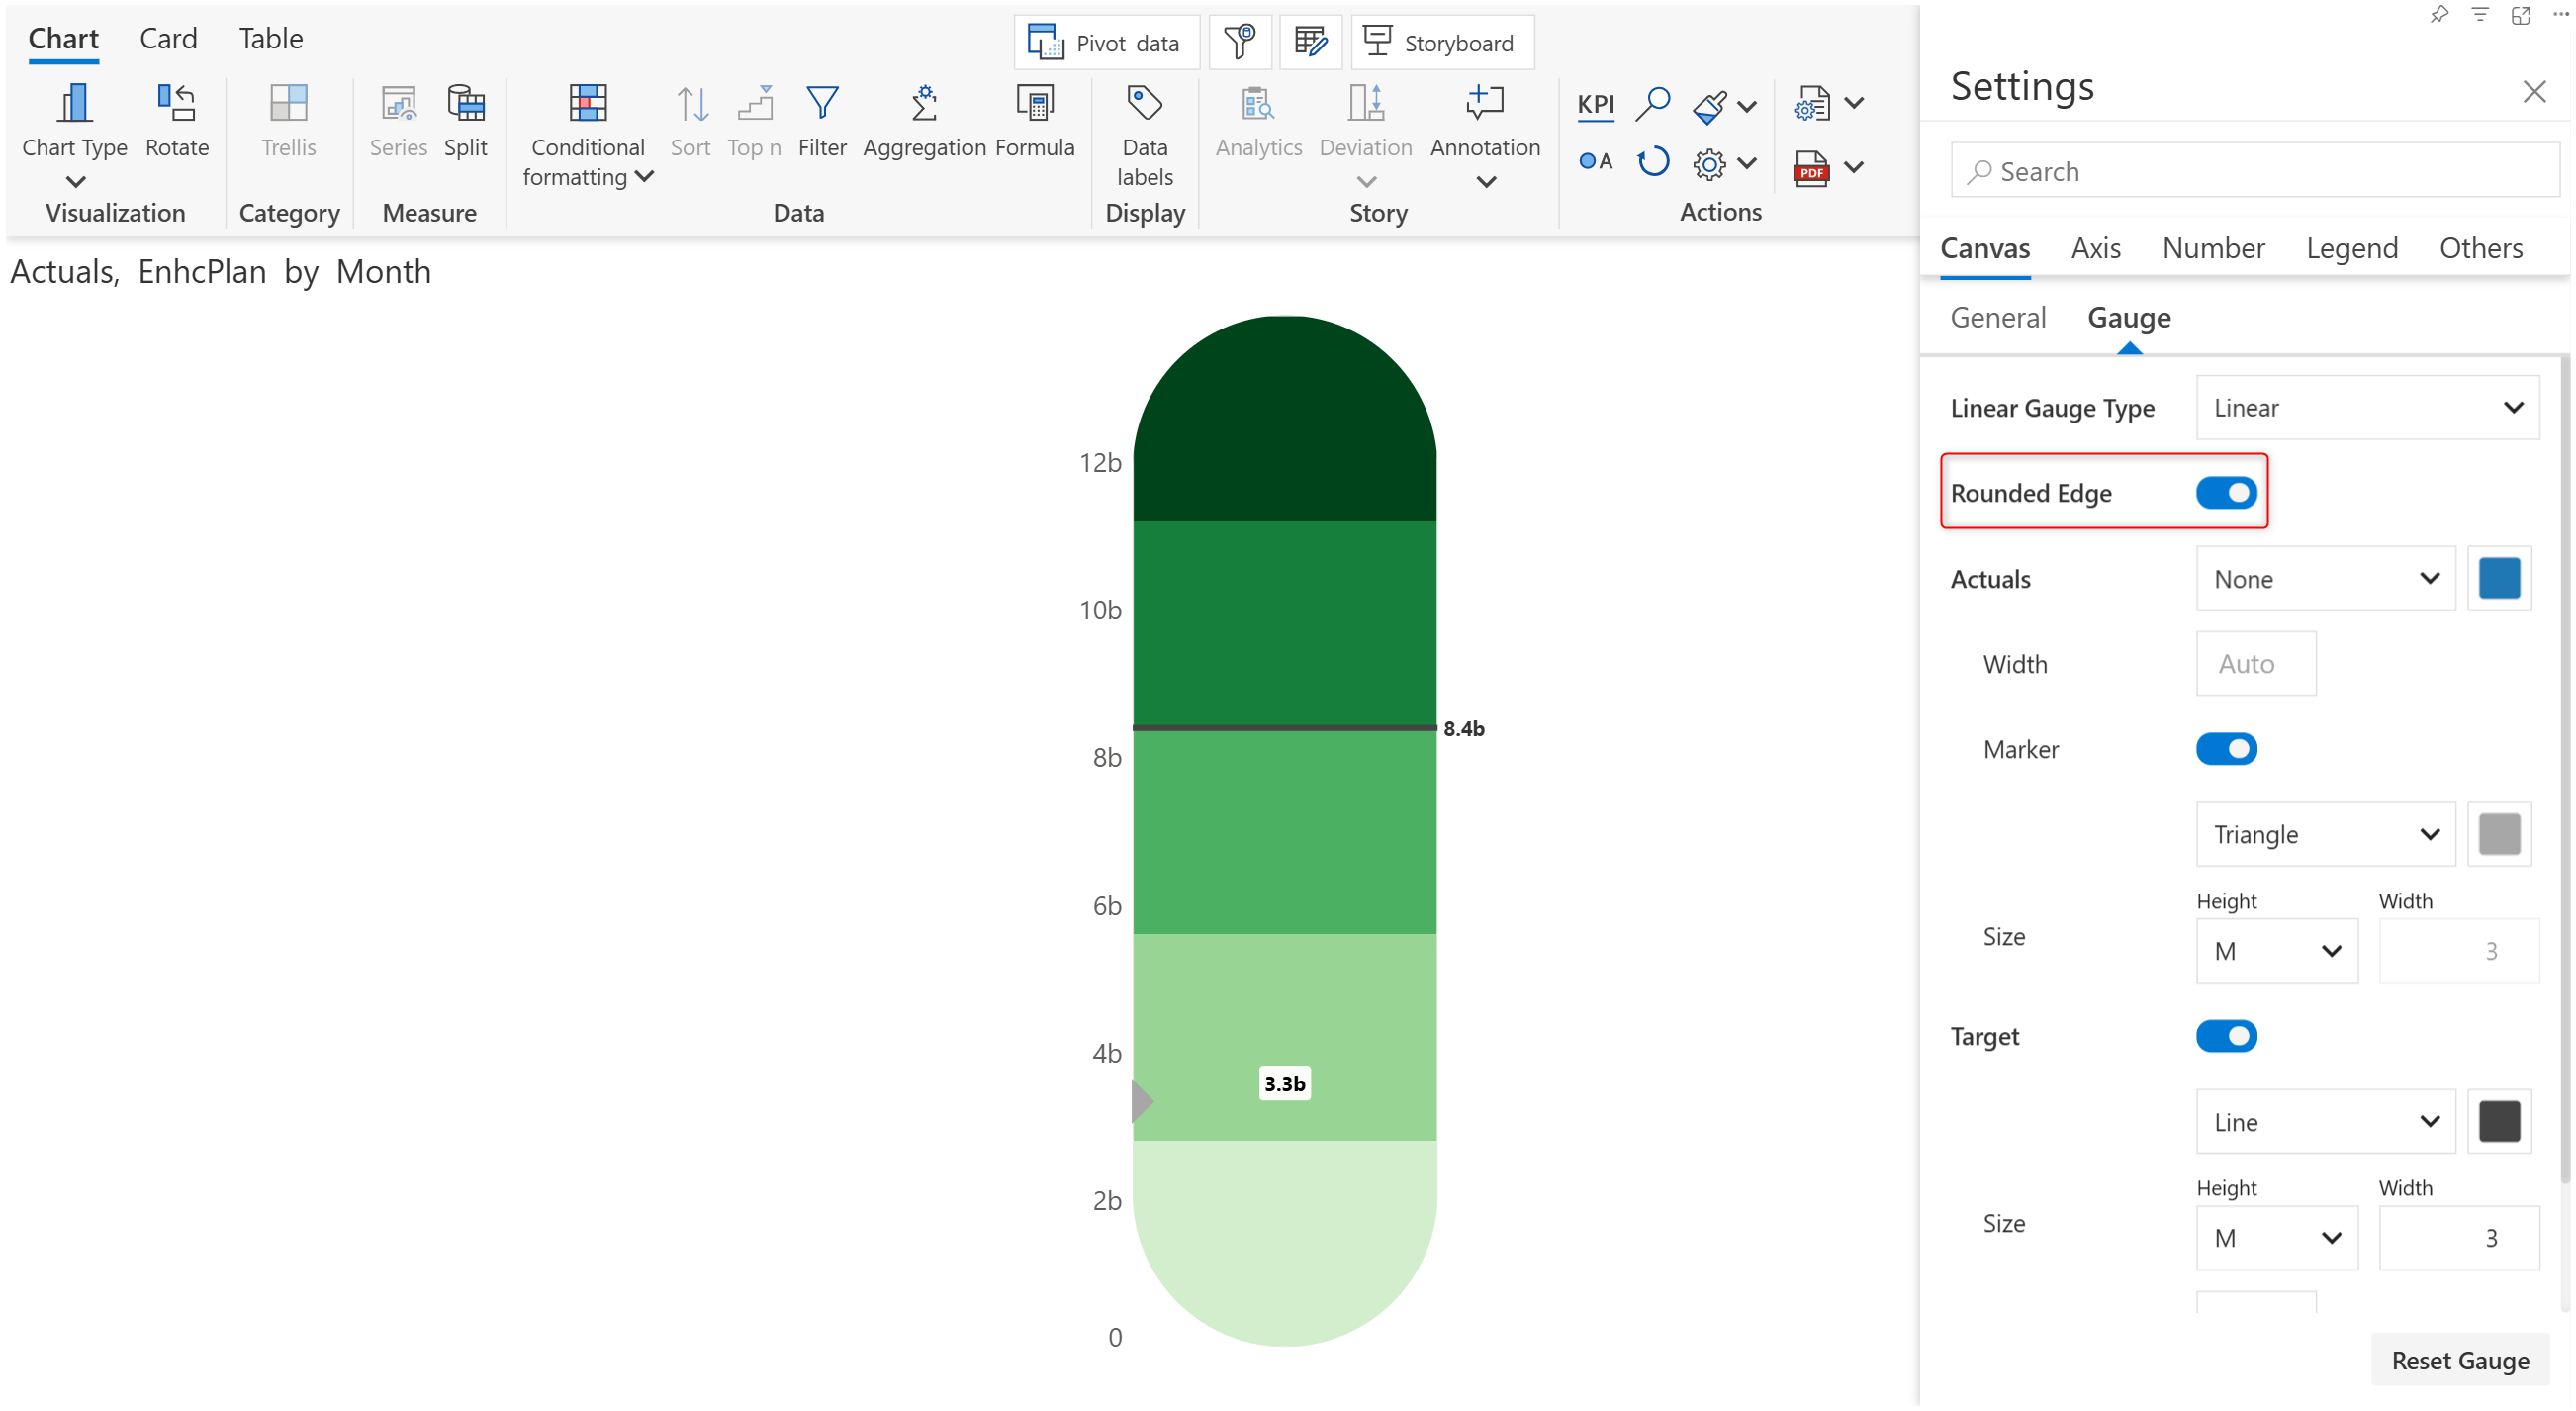 Chart Card Table
Pivot data
Storyboard
Chart Type
Rotate
Visualization
Trellis
Category
Series
Split
Measure
Conditional
formatting
Sort
Top n
Filter
Aggregation
Formula
Data
Data
labels
Display
Analytics
Deviation
Annotation
Story
KPI
A
PDF
Actions
Actuals, EnhcPlan by Month
12b
10b
8b
6b
4b
2b
0
8.4b
3.3b
Settings
Search
Canvas Axis Number Legend Others
General Gauge
Linear Gauge Type Linear
Rounded Edge
Actuals None
Width Auto
Marker
Triangle
Height Width
Size M 3
Target
Line
Height Width
Size M 3
Reset Gauge